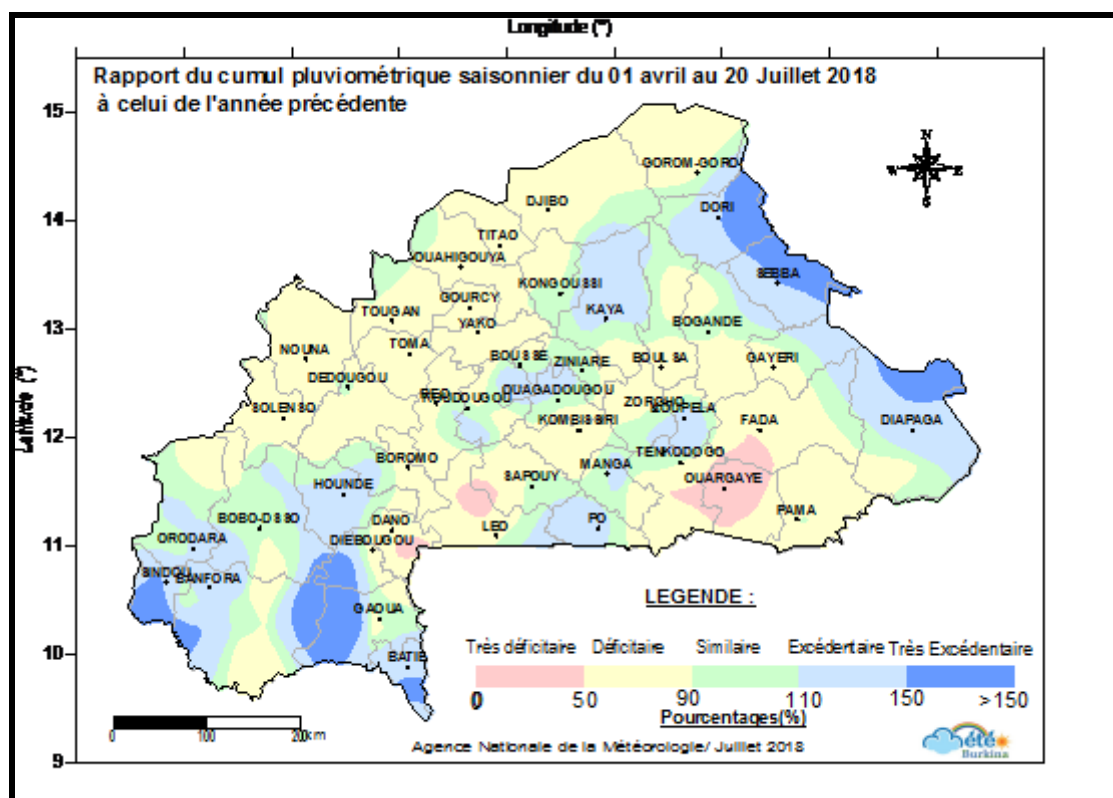 Longitude (°)
Rapport du cumul pluviométrique saisonnier du 01 avril au 20 Juillet 2018
à celui de l'année précédente
15
14
13
12
11
10
9
Latitude (°)
N
W E
S
GOROM-GORO
DORI
DJIBO
TITAO
OUAHIGOUYA
SEBBA
KONGOUSSI
GOURCY
KAYA
TOUGAN
YAKO
BOGANDE
TOMA
NOUNA
BOUSSE
ZINIARE
BOULSA
GAYERI
DEDOUGOU
OUAGADOUGOU
REO
KOUDOUGOU
SOLENSO
ZORGHO
KOUPELA
KOMBISSIRI
FADA
DIAPAGA
BOROMO
TENKODOGO
MANGA
SAPOUY
OUARGAYE
HOUNDE
PAMA
BOBO-DSSO
DANO
LEO
PO
ORODARA
DIEBOUGOU
SINDOU
BANFORA
GAOUA
BATIE
LEGENDE :
Très déficitaire Déficitaire Similaire Excédertaire Très Excédentaire
0 50 90 110 150 >150
Pourcentages(%)
0 100 20 km
Agence Nationale de la Météorologie/ Juillet 2018
été
Burkina